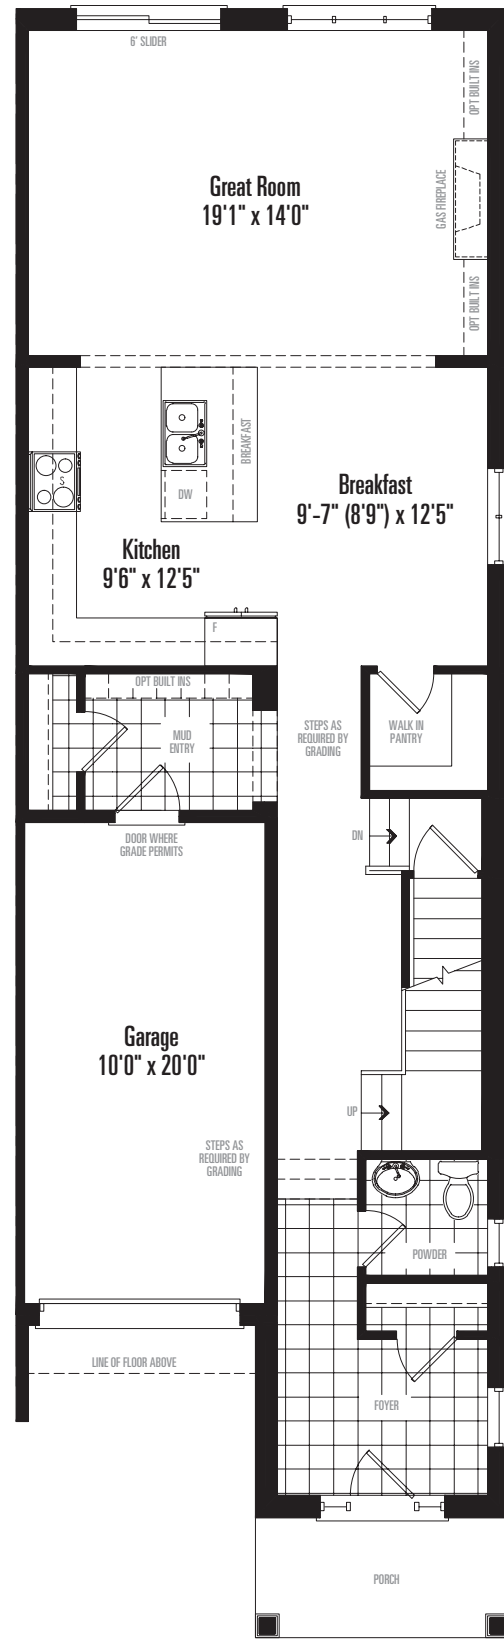 6' SLIDER
OPT BUILT INS
Great Room
19'1" x 14'0"
GAS FIREPLACE
OPT BUILT INS
BREAKFAST
Breakfast
9'-7" (8'9") x 12'5"
S
DW
Kitchen
9'6" x 12'5"
F
OPT BUILT INS
MUD
ENTRY
STEPS AS
REQUIRED BY
GRADING
WALK IN
PANTRY
DN
DOOR WHERE
GRADE PERMITS
Garage
10'0" x 20'0"
UP
STEPS AS
REQUIRED BY
GRADING
POWDER
LINE OF FLOOR ABOVE
FOYER
PORCH